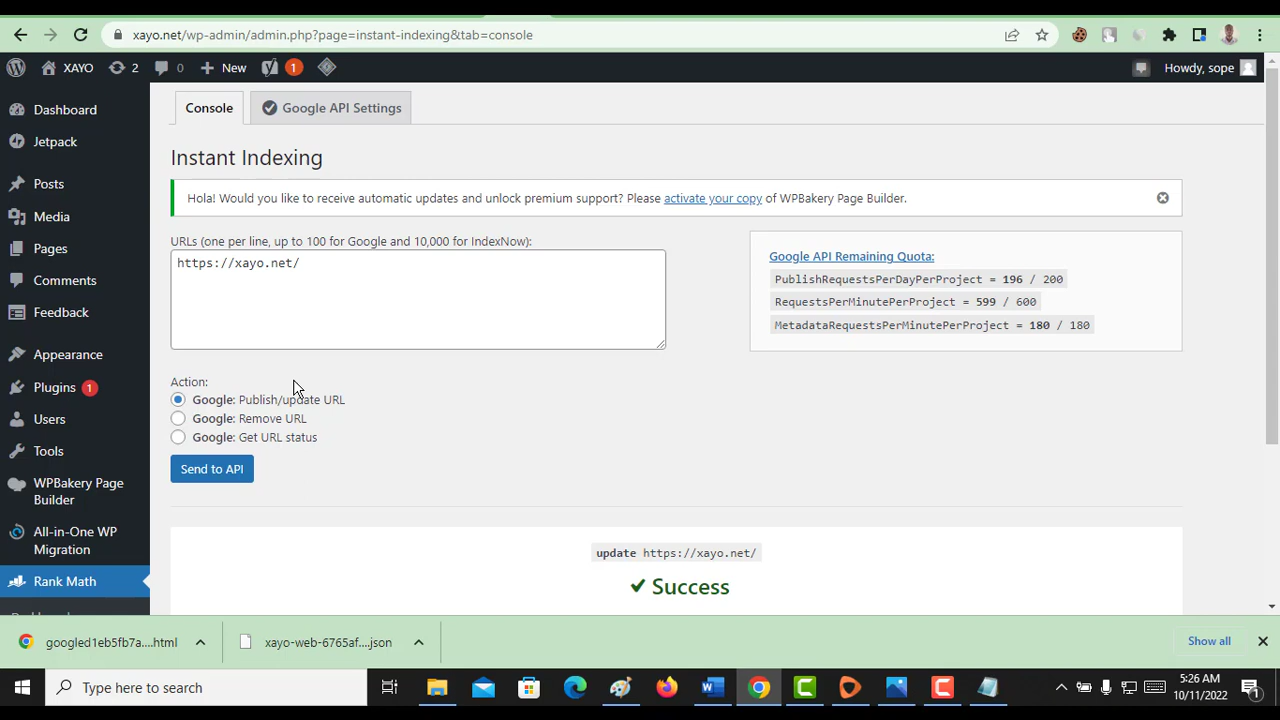 xayo.net/wp-admin/admin.php?page=instant-indexing&tab=console
XAYO
2
0
New
1
Howdy, sope
Dashboard
Jetpack
Posts
Media
Pages
Comments
Feedback
Appearance
Plugins 1
Users
Tools
WPBakery Page
Builder
All-in-One WP
Migration
Rank Math
Console
Google API Settings
Instant Indexing
Hola! Would you like to receive automatic updates and unlock premium support? Please activate your copy of WPBakery Page Builder.
URLs (one per line, up to 100 for Google and 10,000 for IndexNow):
https://xayo.net/
Google API Remaining Quota:
PublishRequestsPerDayPerProject = 196 / 200
RequestsPerMinutePerProject = 599 / 600
MetadataRequestsPerMinutePerProject = 180 / 180
Action:
Google: Publish/update URL
Google: Remove URL
Google: Get URL status
Send to API
update https://xayo.net/
Success
googled1eb5fb7a....html
xayo-web-6765af....json
Show all
Type here to search
5:26 AM
10/11/2022
1